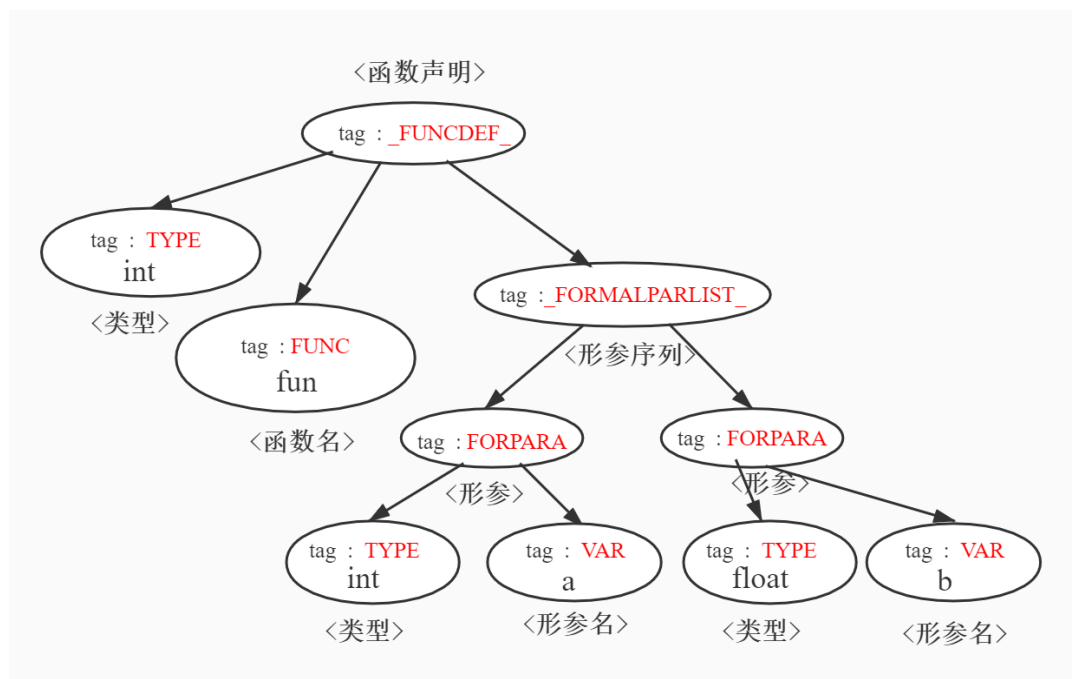 <函数声明>
tag : _FUNCDEF_
tag : TYPE
int
<类型>
tag : FUNC
fun
<函数名>
tag :_FORMALPARLIST_
<形参序列>
tag : FORPARA
<形参>
tag : FORPARA
<形参>
tag : TYPE
int
<类型>
tag : VAR
a
<形参名>
tag : TYPE
float
<类型>
tag : VAR
b
<形参名>